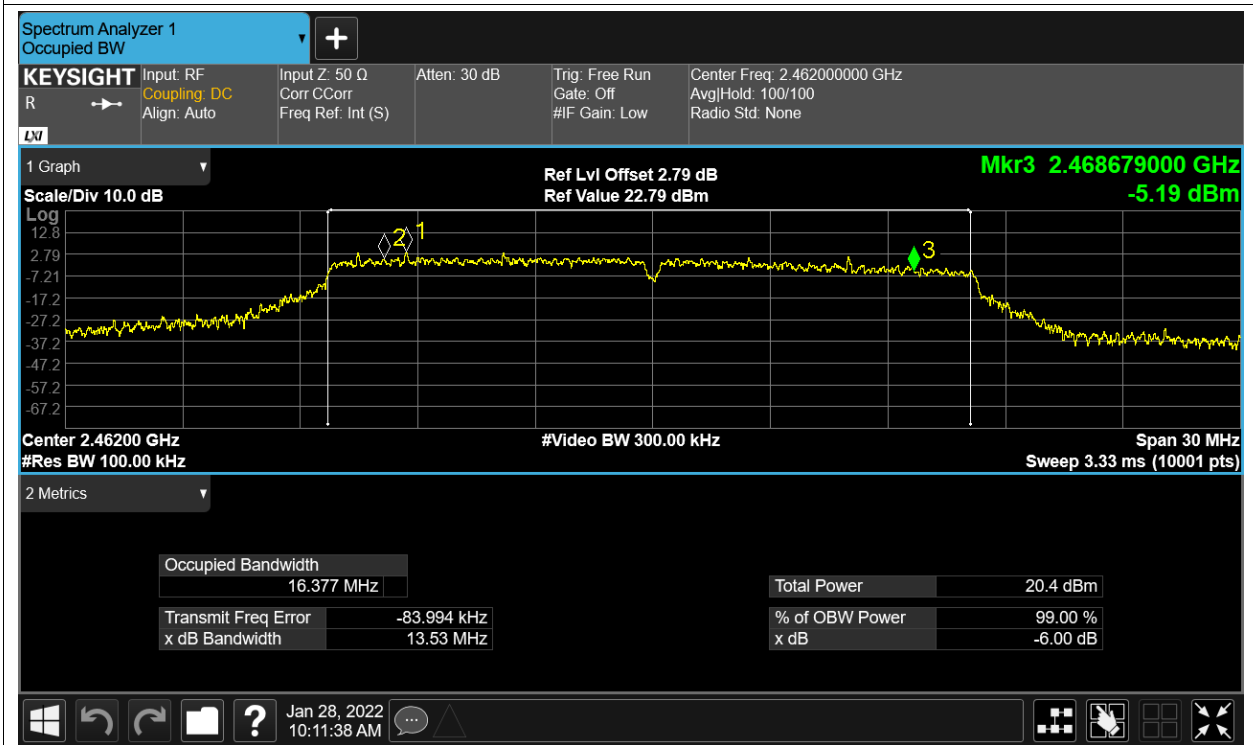 Spectrum Analyzer 1
Occupied BW
KEYSIGHT
R
LXI
Input: RF
Coupling: DC
Align: Auto
Input Z: 50 Ω
Corr CCorr
Freq Ref: Int (S)
Atten: 30 dB
Trig: Free Run
Gate: Off
#IF Gain: Low
Center Freq: 2.462000000 GHz
Avg|Hold: 100/100
Radio Std: None
1 Graph
Scale/Div 10.0 dB
Ref Lvl Offset 2.79 dB
Ref Value 22.79 dBm
Mkr3 2.468679000 GHz
-5.19 dBm
Log
12.8
2.79
-7.21
-17.2
-27.2
-37.2
-47.2
-57.2
-67.2
2
1
3
Center 2.46200 GHz
#Video BW 300.00 kHz
Span 30 MHz
#Res BW 100.00 kHz
Sweep 3.33 ms (10001 pts)
2 Metrics
Occupied Bandwidth
16.377 MHz
Total Power 20.4 dBm
Transmit Freq Error -83.994 kHz
% of OBW Power 99.00 %
x dB Bandwidth 13.53 MHz
x dB -6.00 dB
?
Jan 28, 2022
10:11:38 AM